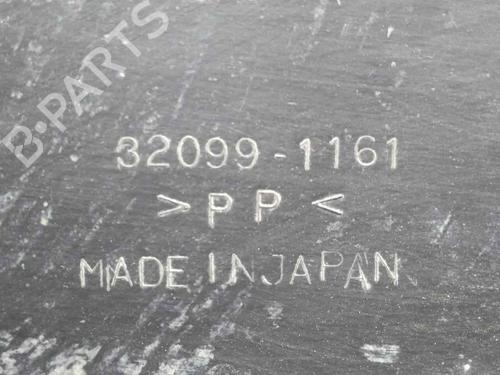 B-PARTS
32099-1161
>PP<
MADE IN JAPAN